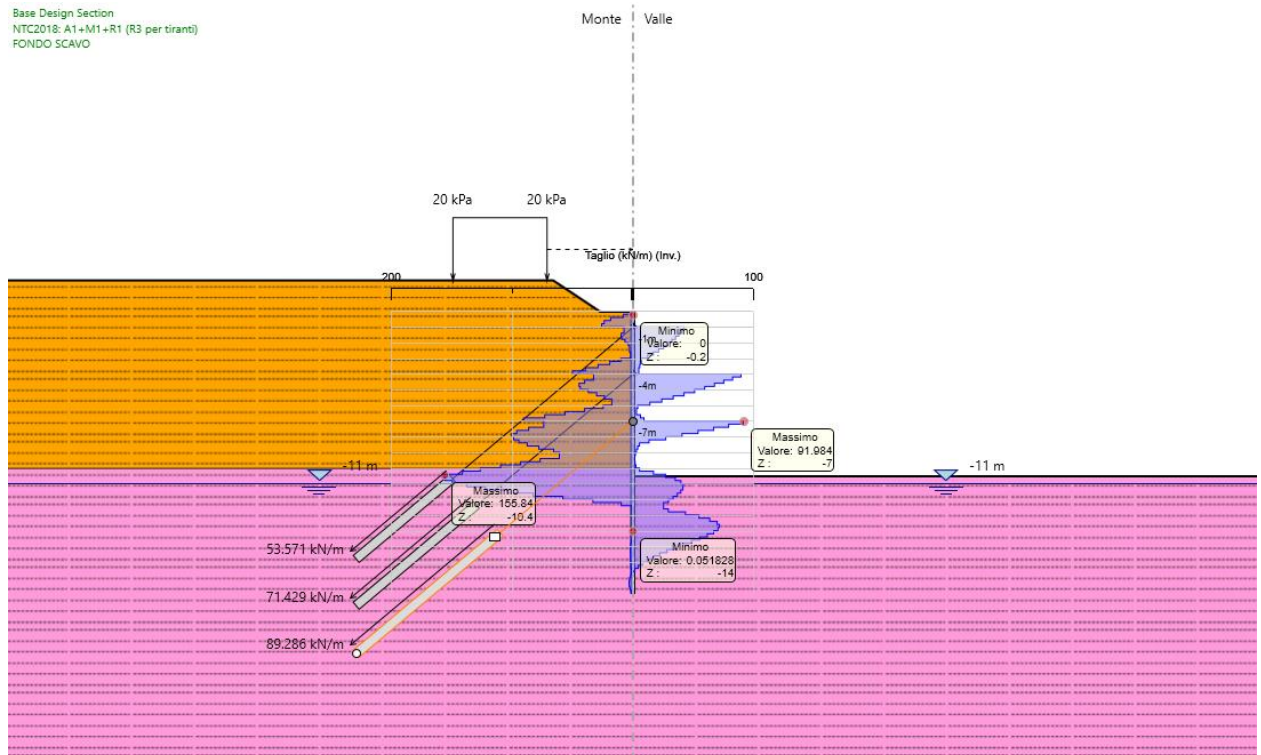 Base Design Section
NTC2018: A1+M1+R1 (R3 per tiranti)
FONDO SCAVO
Monte
Valle
20 kPa
20 kPa
Taglio (kN/m) (Inv.)
200
100
Minimo
Valore: 0
Z : -0.2
-1m
-4m
-7m
Massimo
Valore: 91.984
Z : -7
-11 m
-11 m
Massimo
Valore: 155.84
Z : -10.4
Minimo
Valore: 0.051828
Z : -14
53.571 kN/m
71.429 kN/m
89.286 kN/m